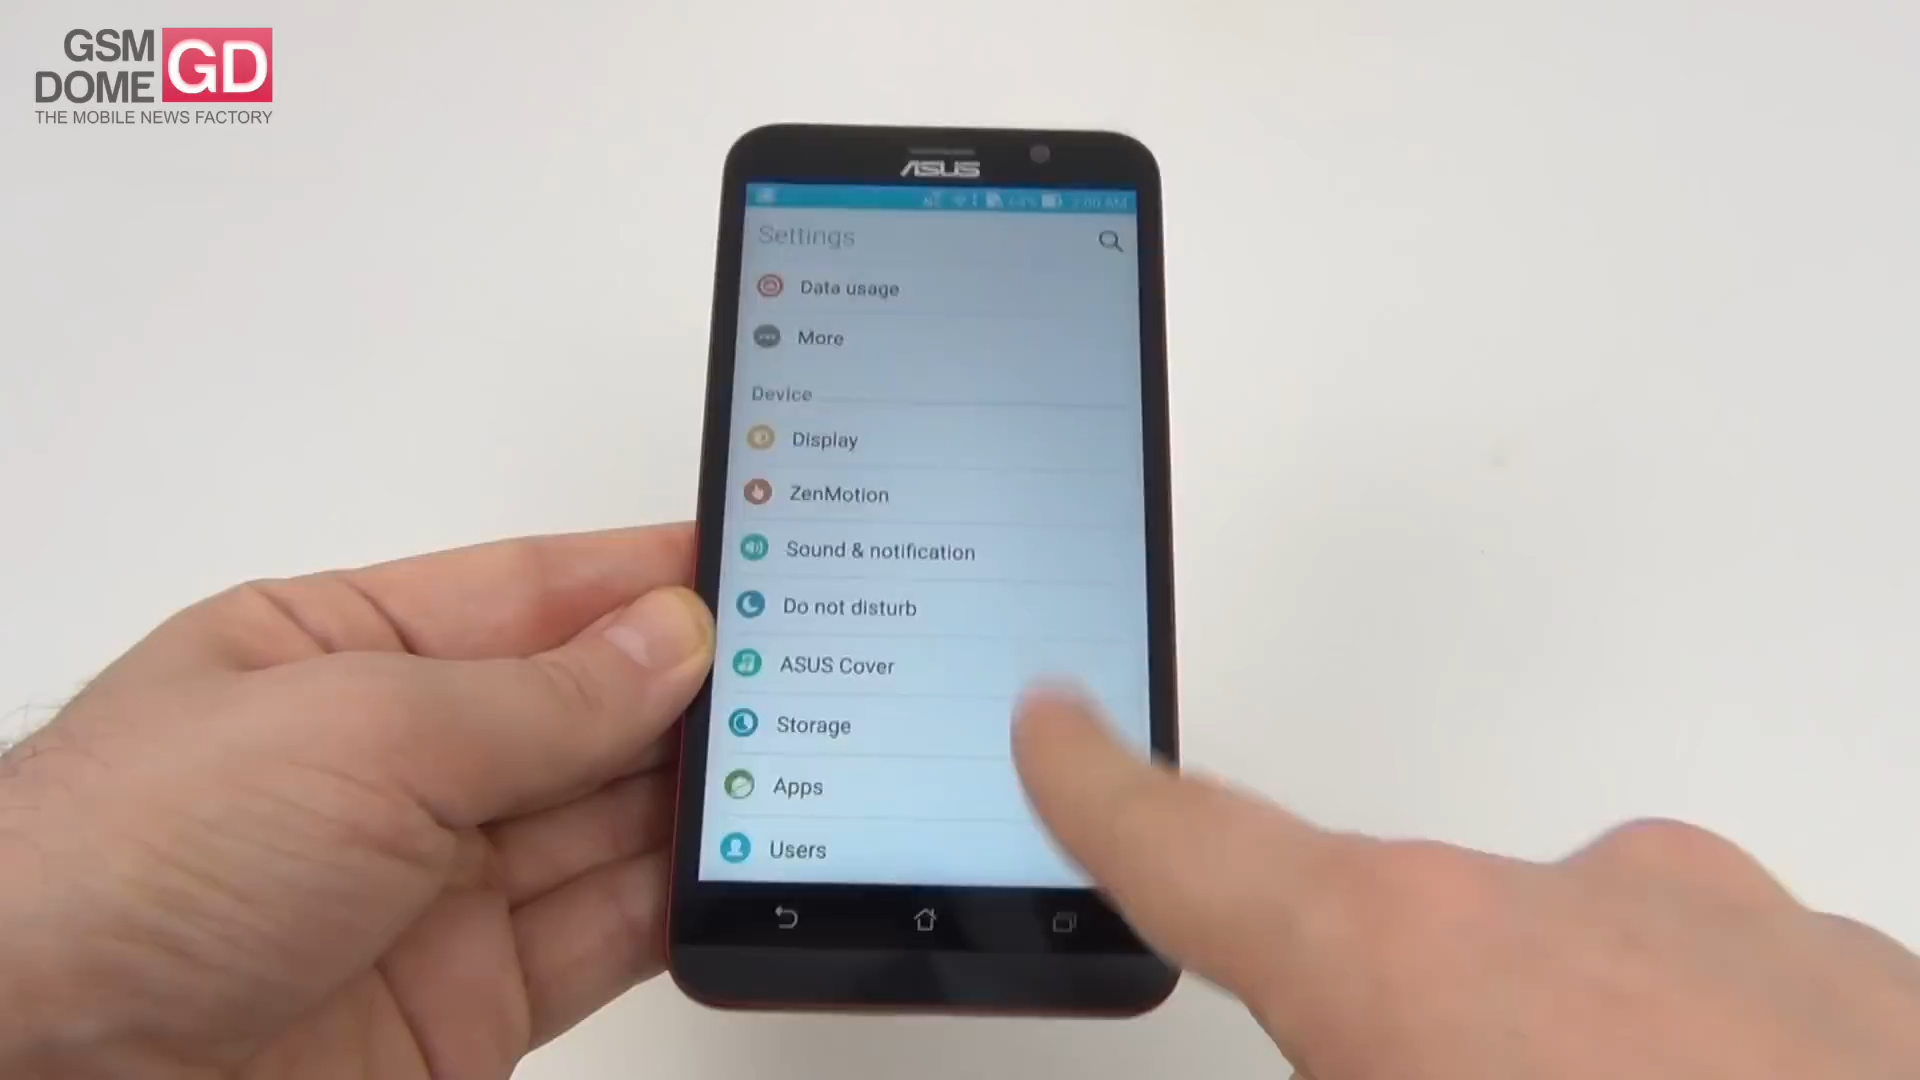 GSM
DOME
GD
THE MOBILE NEWS FACTORY
ASUS
Settings
Data usage
More
Device
Display
ZenMotion
Sound & notification
Do not disturb
ASUS Cover
Storage
Apps
Users